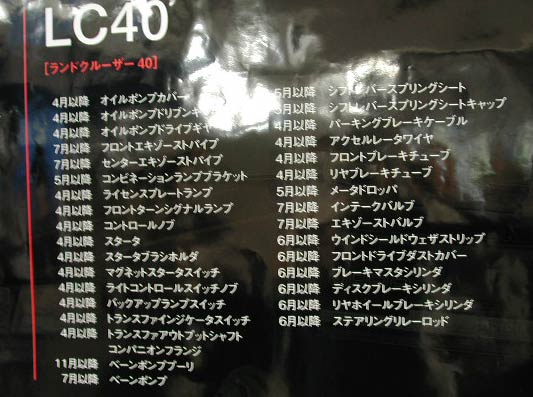 LC40
[ランドクルーザー40]
4月以降 オイルポンプカバー
4月以降 オイルポンプドリブンギヤ
4月以降 オイルポンプドライブギヤ
7月以降 フロントエキゾーストパイプ
7月以降 センターエキゾーストパイプ
5月以降 コンビネーションランプブラケット
4月以降 ライセンスプレートランプ
4月以降 フロントターンシグナルランプ
4月以降 コントロールノブ
4月以降 スタータ
4月以降 スタータブラシホルダ
4月以降 マグネットスタータスイッチ
4月以降 ライトコントロールスイッチノブ
4月以降 バックアップランプスイッチ
4月以降 トランスファインジケータスイッチ
4月以降 トランスファアウトプットシャフト
コンパニオンフランジ
11月以降 ベーンポンププーリ
7月以降 ベーンポンプ
5月以降 シフトレバースプリングシート
5月以降 シフトレバースプリングシートキャップ
4月以降 パーキングブレーキケーブル
4月以降 アクセルレータワイヤ
4月以降 フロントブレーキチューブ
4月以降 リヤブレーキチューブ
5月以降 メータドロッパ
7月以降 インテークバルブ
7月以降 エキゾーストバルブ
6月以降 ウインドシールドウェザストリップ
6月以降 フロントドライブダストカバー
6月以降 ブレーキマスタシリンダ
6月以降 ディスクブレーキシリンダ
6月以降 リヤホイールブレーキシリンダ
6月以降 ステアリングリレーロッド